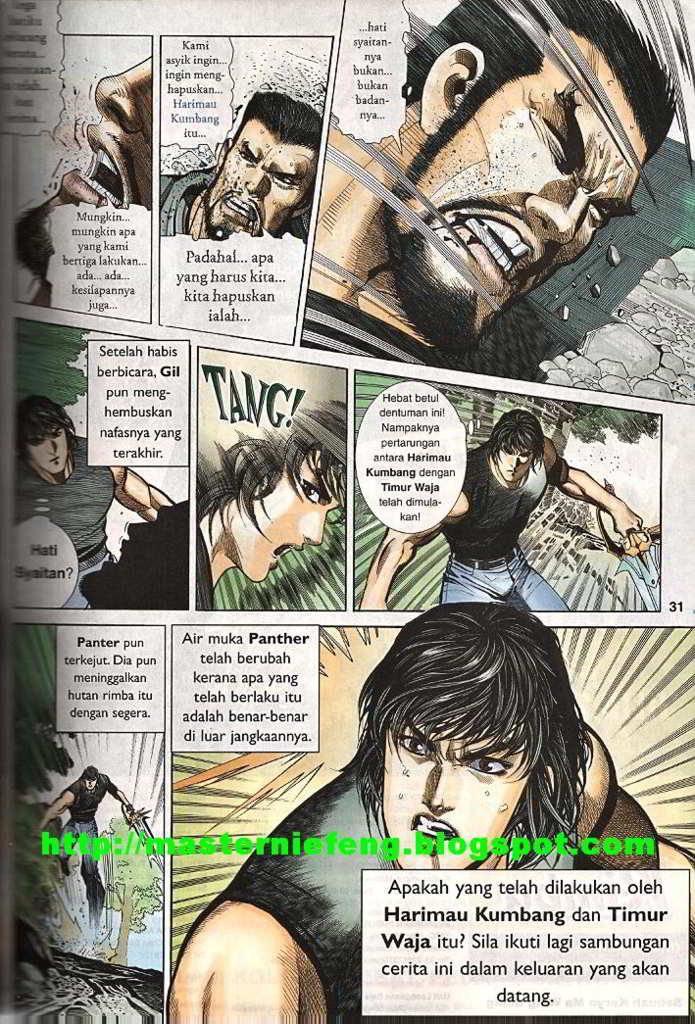 Mungkin...
mungkin apa
yang kami
bertiga lakukan...
ada... ada...
kesilapannya
juga...
Kami
asyik ingin...
ingin meng-
hapuskan...
Harimau
Kumbang
itu...
Padahal... apa
yang harus kita...
kita hapuskan
ialah...
...hati
syaitan-
nya
bukan...
bukan
badan-
nya...
Hati
Syaitan?
Setelah habis
berbicara, Gil
pun meng-
hembuskan
nafasnya yang
terakhir.
TANG!
Hebat betul
dentuman ini!
Nampaknya
pertarungan
antara Harimau
Kumbang dengan
Timur Waja
telah dimula-
kan!
31
Panter pun
terkejut. Dia pun
meninggalkan
hutan rimba itu
dengan segera.
Air muka Panther
telah berubah
kerana apa yang
telah berlaku itu
adalah benar-benar
di luar jangkaannya.
http://masterniefeng.blogspot.com
Apakah yang telah dilakukan oleh
Harimau Kumbang dan Timur
Waja itu? Sila ikuti lagi sambungan
cerita ini dalam keluaran yang akan
datang.